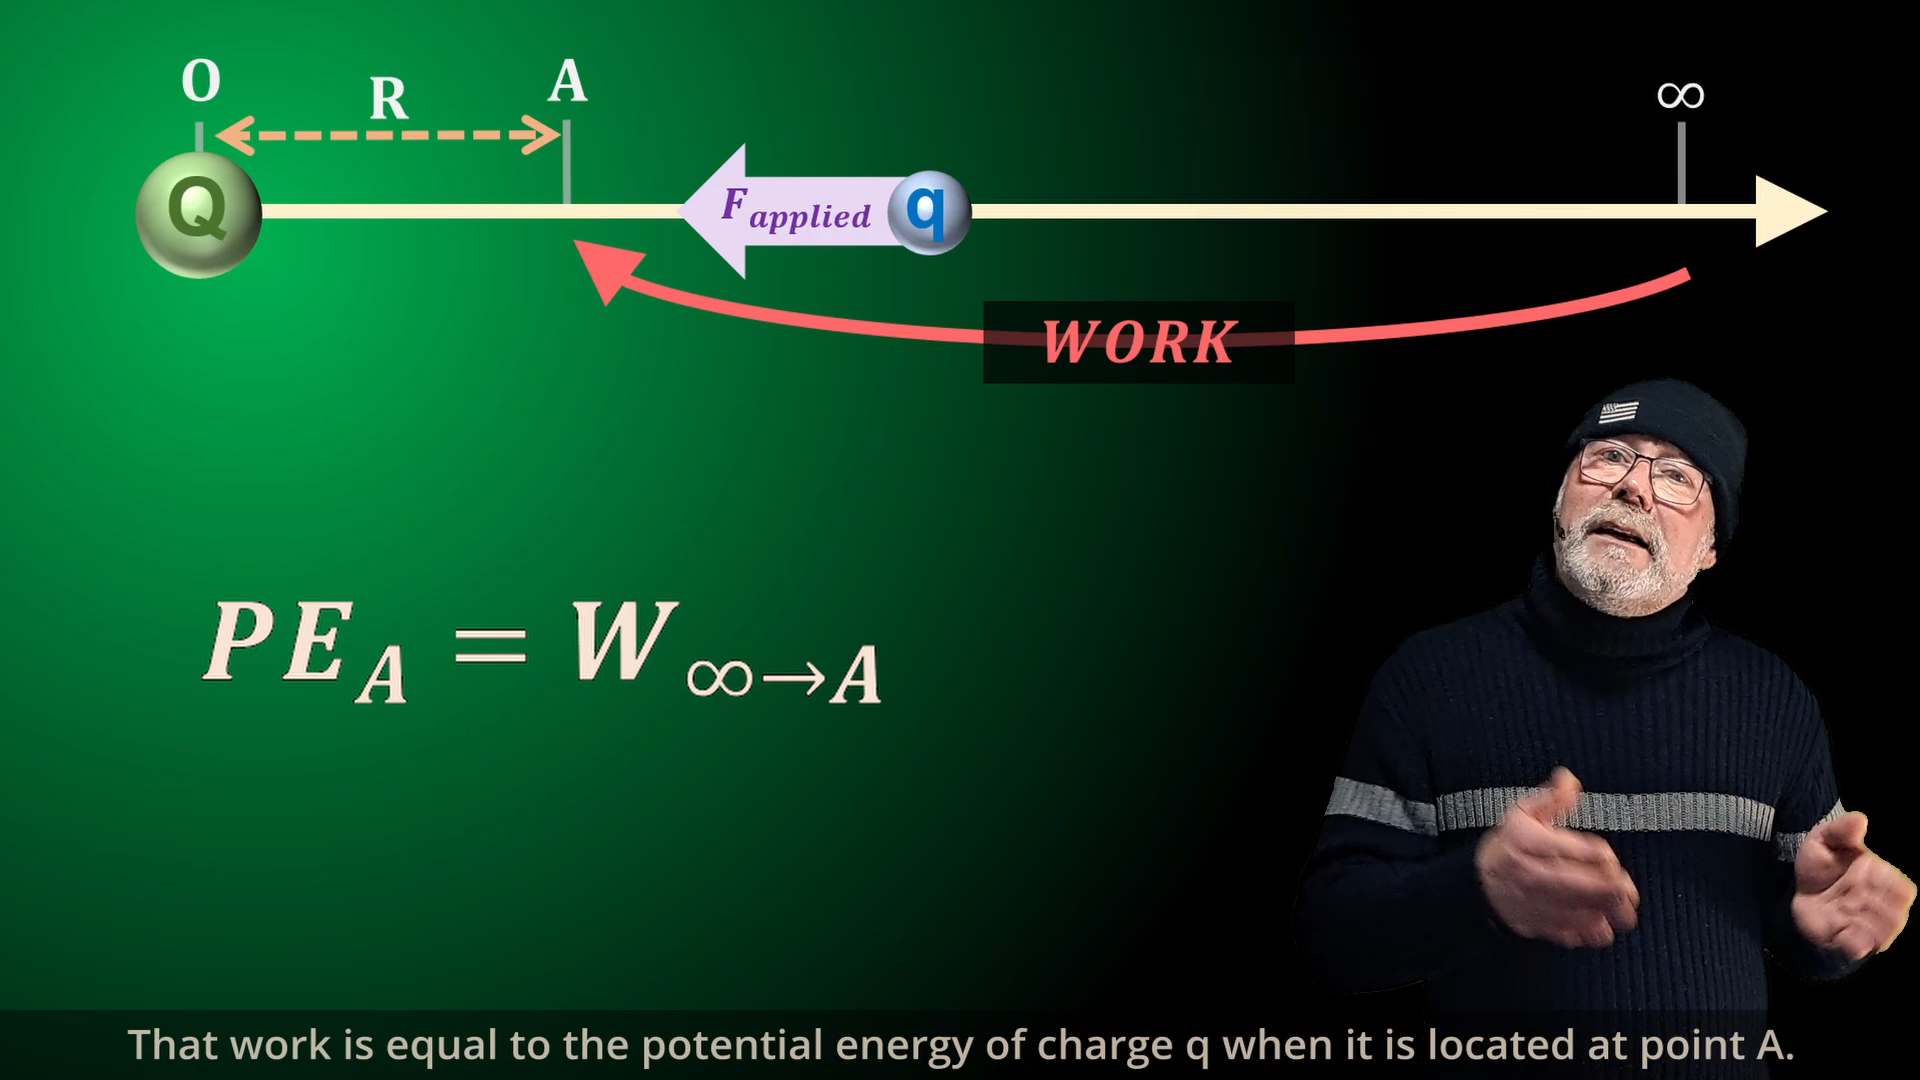 O
R
A
∞
Q
F applied
q
WORK
PE_A = W_∞→A
That work is equal to the potential energy of charge q when it is located at point A.